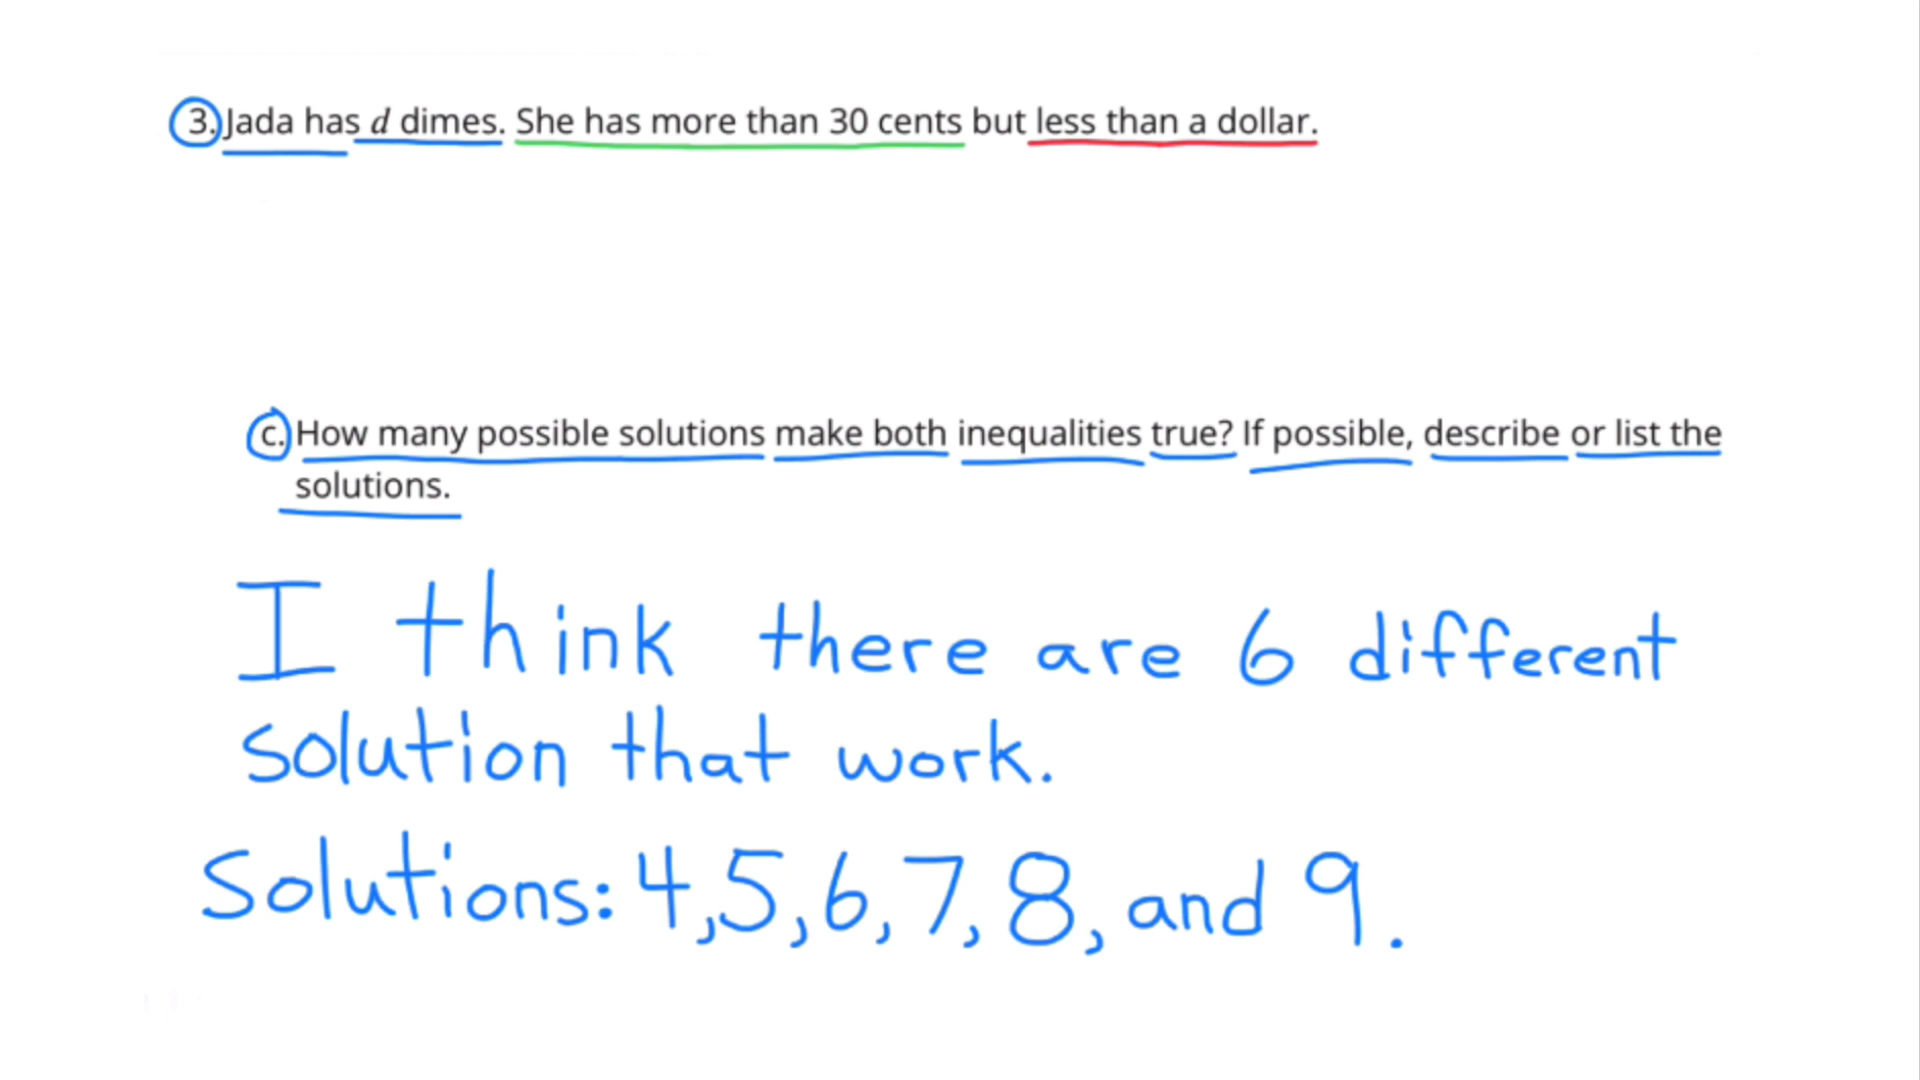 3. Jada has d dimes. She has more than 30 cents but less than a dollar.
c. How many possible solutions make both inequalities true? If possible, describe or list the
solutions.
I think there are 6 different
solution that work.
Solutions: 4, 5, 6, 7, 8, and 9.